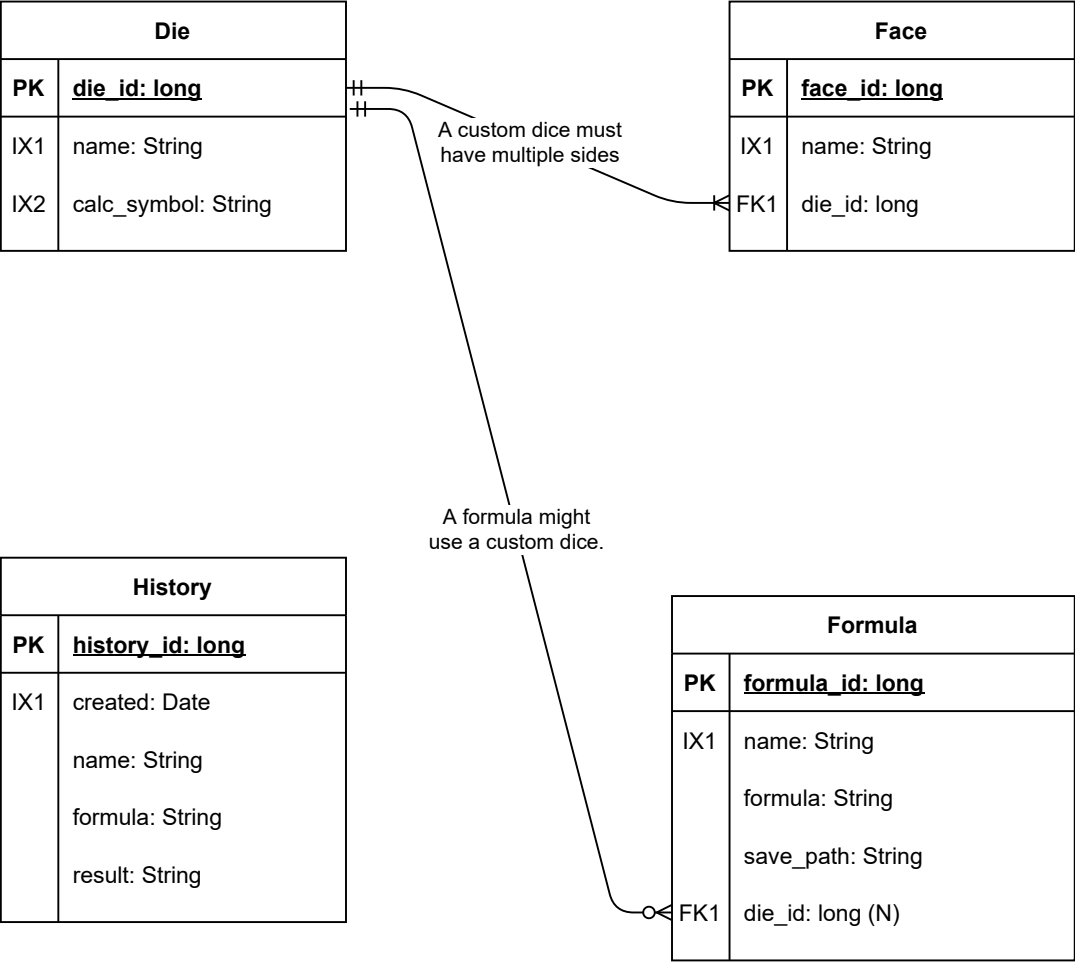 Die
PK die_id: long
IX1 name: String
IX2 calc_symbol: String
Face
PK face_id: long
IX1 name: String
FK1 die_id: long
A custom dice must
have multiple sides
A formula might
use a custom dice.
History
PK history_id: long
IX1 created: Date
name: String
formula: String
result: String
Formula
PK formula_id: long
IX1 name: String
formula: String
save_path: String
FK1 die_id: long (N)